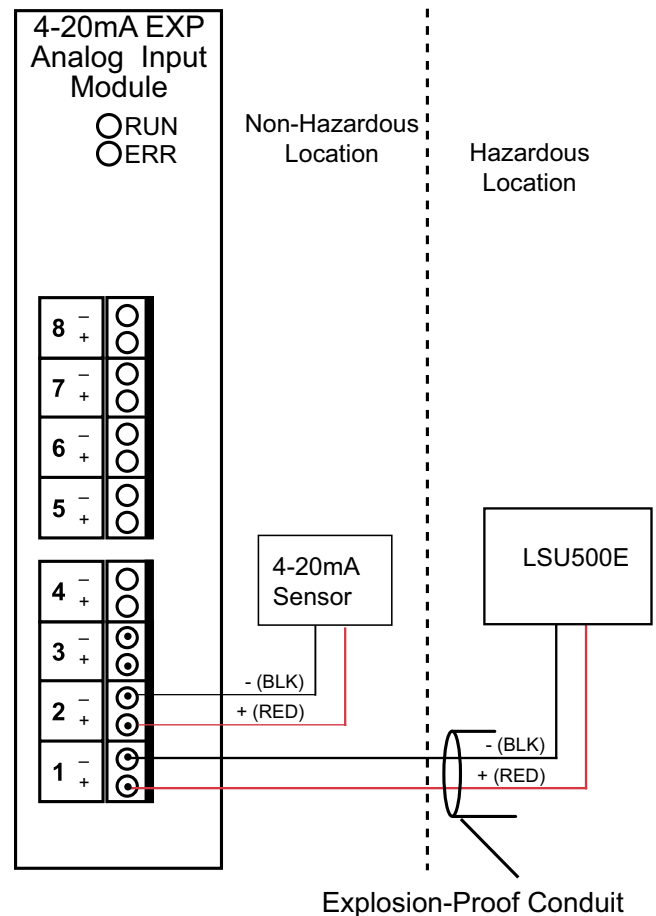 4-20mA EXP
Analog Input
Module
RUN
ERR
Non-Hazardous
Location
Hazardous
Location
8 –
+
7 –
+
6 –
+
5 –
+
4 –
+
3 –
+
2 –
+
1 –
+
4-20mA
Sensor
LSU500E
- (BLK)
+ (RED)
- (BLK)
+ (RED)
Explosion-Proof Conduit